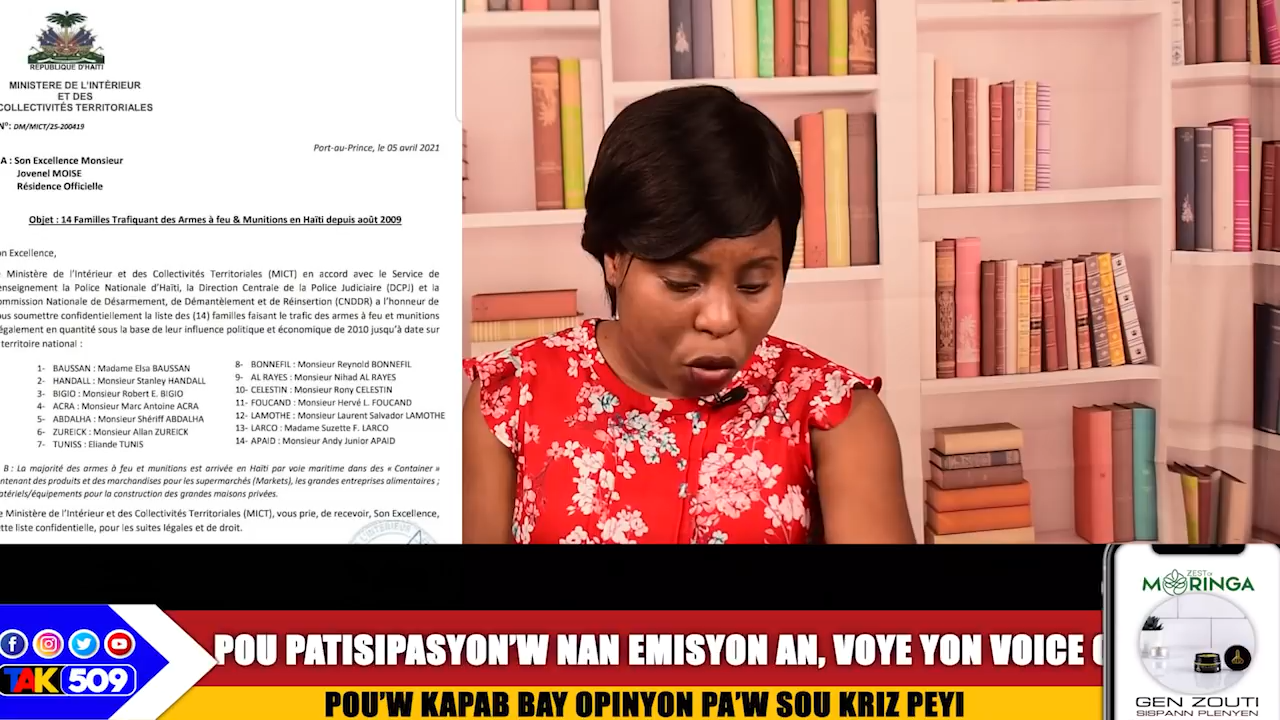 REPUBLIQUE D'HAITI
MINISTERE DE L'INTÉRIEUR
ET DES
COLLECTIVITÉS TERRITORIALES
N°: DM/MICT/25-200419
Port-au-Prince, le 05 avril 2021
A : Son Excellence Monsieur
Jovenel MOISE
Résidence Officielle
Objet : 14 Familles Trafiquant des Armes à feu & Munitions en Haïti depuis août 2009
on Excellence,
Ministère de l'Intérieur et des Collectivités Territoriales (MICT) en accord avec le Service de
enseignement la Police Nationale d'Haïti, la Direction Centrale de la Police Judiciaire (DCPJ) et la
ommission Nationale de Désarmement, de Démantèlement et de Réinsertion (CNDDR) a l'honneur de
ous soumettre confidentiellement la liste des (14) familles faisant le trafic des armes à feu et munitions
légalement en quantité sous la base de leur influence politique et économique de 2010 jusqu'à date sur
territoire national :
1- BAUSSAN : Madame Elsa BAUSSAN
2- HANDALL : Monsieur Stanley HANDALL
3- BIGIO : Monsieur Robert E. BIGIO
4- ACRA : Monsieur Marc Antoine ACRA
5- ABDALHA : Monsieur Shériff ABDALHA
6- ZUREICK : Monsieur Allan ZUREICK
7- TUNISS : Eliande TUNIS
8- BONNEFIL : Monsieur Reynold BONNEFIL
9- AL RAYES : Monsieur Nihad AL RAYES
10- CELESTIN : Monsieur Rony CELESTIN
11- FOUCAND : Monsieur Hervé L. FOUCAND
12- LAMOTHE : Monsieur Laurent Salvador LAMOTHE
13- LARCO : Madame Suzette F. LARCO
14- APAID : Monsieur Andy Junior APAID
B : La majorité des armes à feu et munitions est arrivée en Haïti par voie maritime dans des « Container »
ntenant des produits et des marchandises pour les supermarchés (Markets), les grandes entreprises alimentaires ;
atériels/équipements pour la construction des grandes maisons privées.
e Ministère de l'Intérieur et des Collectivités Territoriales (MICT), vous prie, de recevoir, Son Excellence,
ette liste confidentielle, pour les suites légales et de droit.
TAK 509
POU PATISIPASYON'W NAN EMISYON AN, VOYE YON VOICE
POU'W KAPAB BAY OPINYON PA'W SOU KRIZ PEYI
ZEST OF
MORINGA
GEN ZOUTI
SISPANN PLENYEN